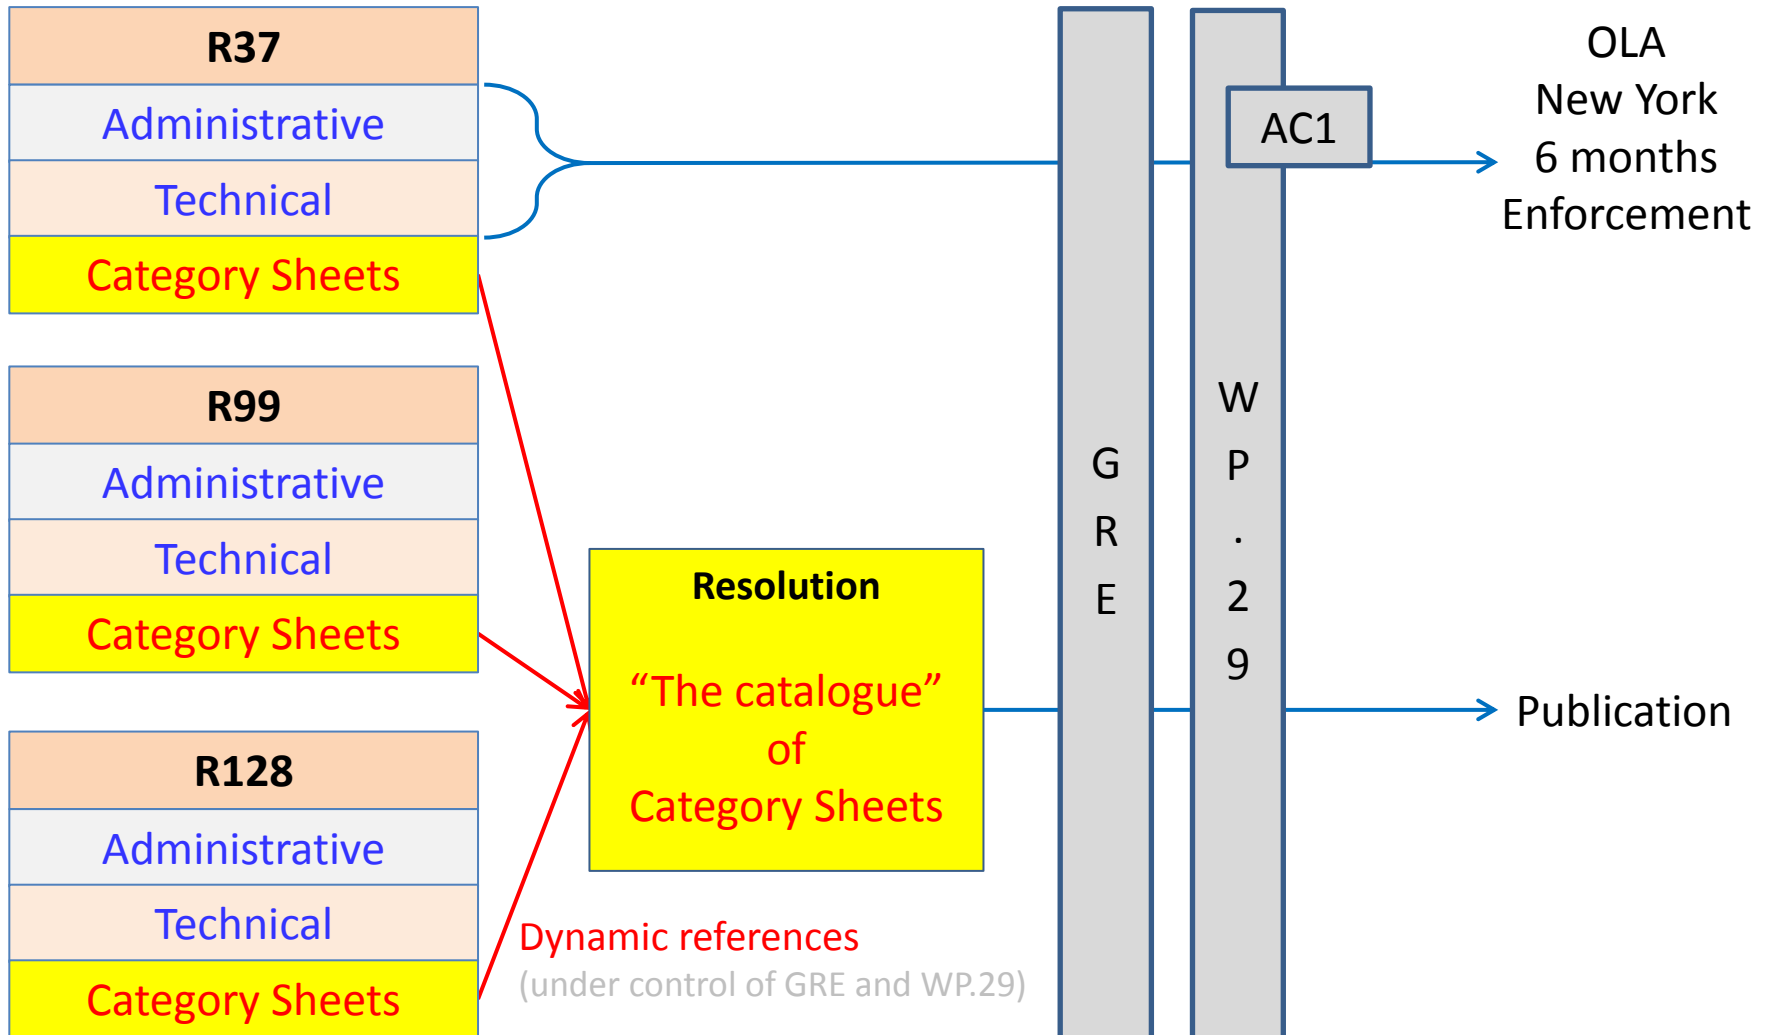 R37
Administrative
Technical
Category Sheets
R99
Administrative
Technical
Category Sheets
R128
Administrative
Technical
Category Sheets
Resolution
“The catalogue”
of
Category Sheets
Dynamic references
(under control of GRE and WP.29)
G
R
E
W
P
.
2
9
AC1
OLA
New York
6 months
Enforcement
Publication